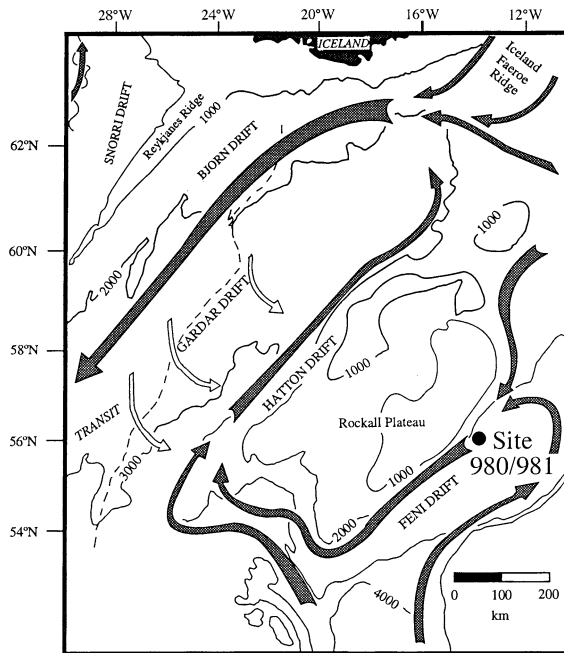 28°W 24°W 20°W 16°W 12°W
ICELAND
Iceland
Faeroe
Ridge
SNORRI DRIFT
Reykjanes Ridge
1000
62°N
BJORN DRIFT
1000
60°N
2000
GARDAR DRIFT
58°N
HATTON DRIFT
1000
Rockall Plateau
TRANSIT
56°N
Site
980/981
3000
1000
FENI DRIFT
2000
54°N
4000
0 100 200
km